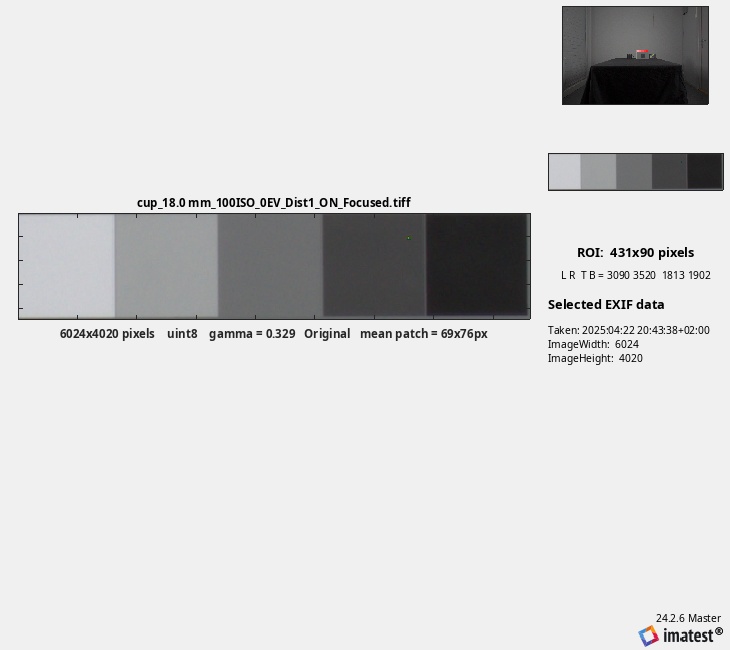 cup_18.0 mm_100ISO_0EV_Dist1_ON_Focused.tiff
6024x4020 pixels    uint8    gamma = 0.329   Original   mean patch = 69x76px
ROI:  431x90 pixels
L R  T B = 3090 3520  1813 1902
Selected EXIF data
Taken: 2025:04:22 20:43:38+02:00
ImageWidth:  6024
ImageHeight:  4020
24.2.6 Master
imatest®